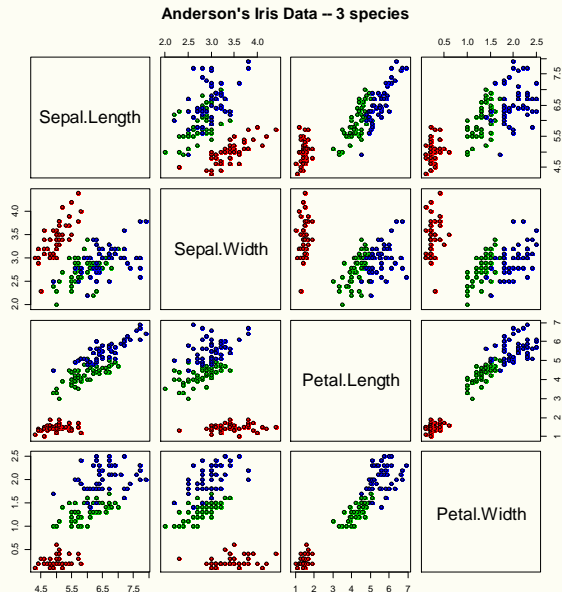 Anderson's Iris Data -- 3 species
2.0 3.0 4.0
0.5 1.5 2.5
Sepal.Length
4.5 5.5 6.5 7.5
2.0 2.5 3.0 3.5 4.0
Sepal.Width
Petal.Length
1 2 3 4 5 6 7
0.5 1.0 1.5 2.0 2.5
Petal.Width
4.5 5.5 6.5 7.5
2.0 3.0 4.0
1 2 3 4 5 6 7
0.5 1.5 2.5